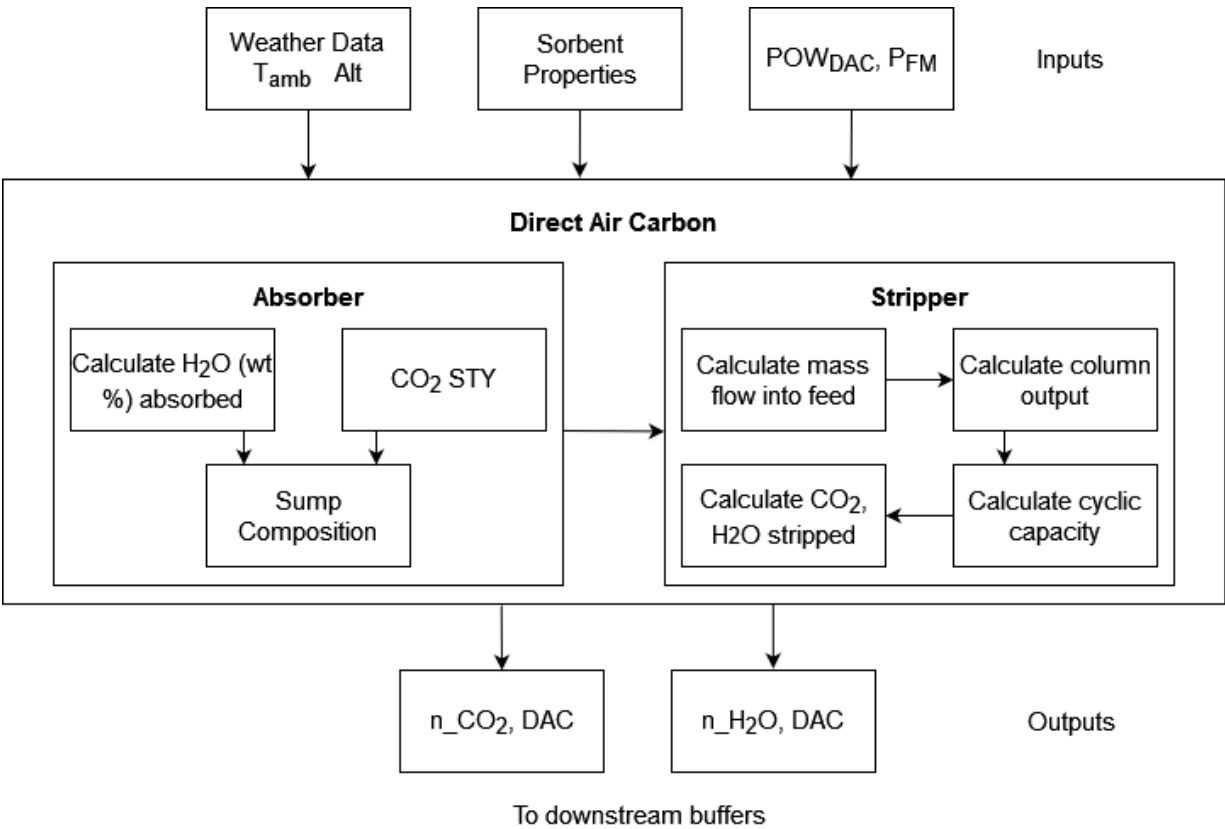 Weather Data
Tamb Alt
Sorbent
Properties
POWDAC, PFM
Inputs
Direct Air Carbon
Absorber
Calculate H2O (wt
%) absorbed
CO2 STY
Sump
Composition
Stripper
Calculate mass
flow into feed
Calculate column
output
Calculate CO2,
H2O stripped
Calculate cyclic
capacity
n_CO2, DAC
n_H2O, DAC
Outputs
To downstream buffers